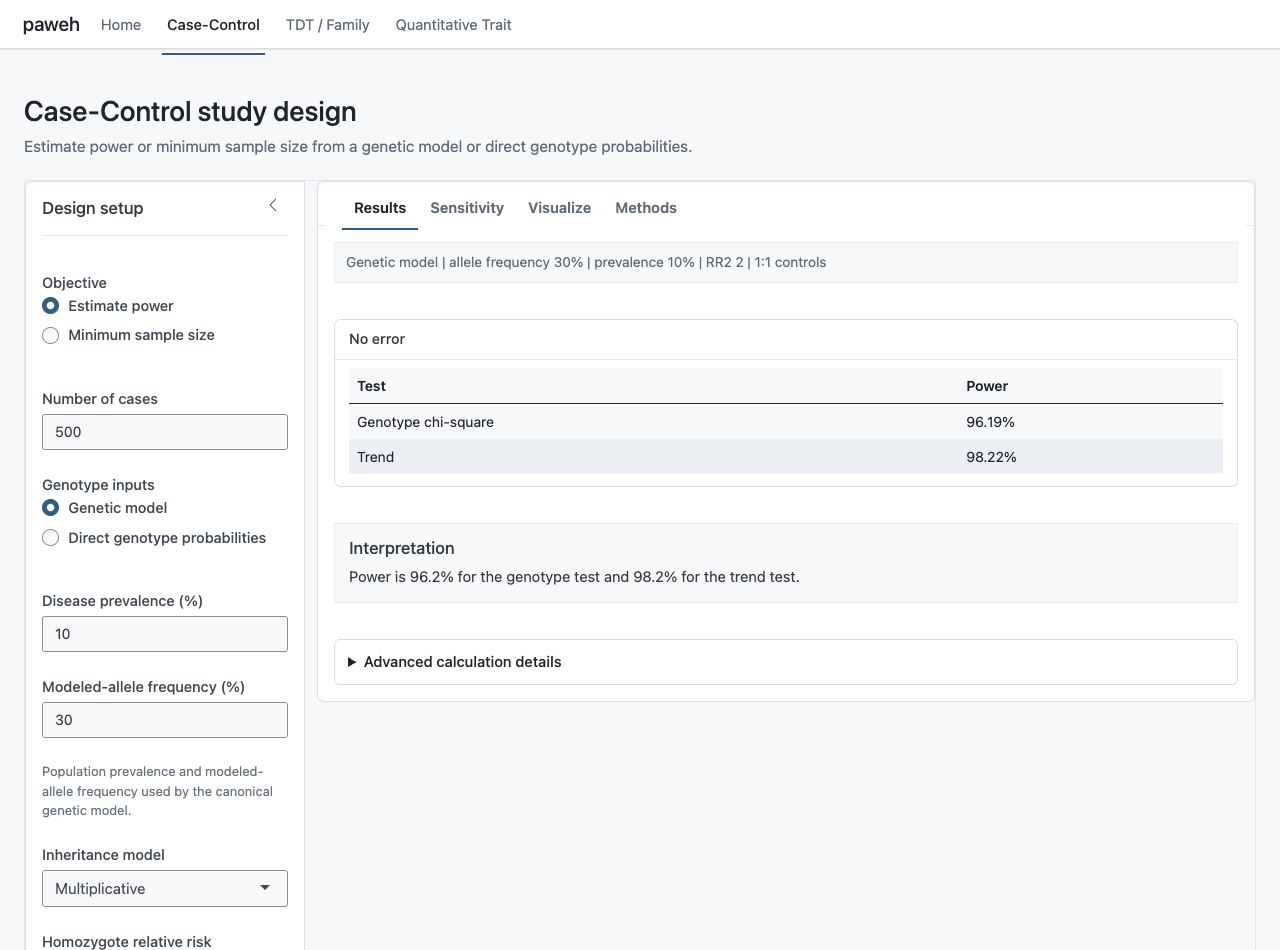 paweh Home Case-Control TDT / Family Quantitative Trait
Case-Control study design
Estimate power or minimum sample size from a genetic model or direct genotype probabilities.
Design setup
Objective
Estimate power
Minimum sample size
Number of cases
500
Genotype inputs
Genetic model
Direct genotype probabilities
Disease prevalence (%)
10
Modeled-allele frequency (%)
30
Population prevalence and modeled-
allele frequency used by the canonical
genetic model.
Inheritance model
Multiplicative
Homozygote relative risk
Results Sensitivity Visualize Methods
Genetic model | allele frequency 30% | prevalence 10% | RR2 2 | 1:1 controls
No error
Test Power
Genotype chi-square 96.19%
Trend 98.22%
Interpretation
Power is 96.2% for the genotype test and 98.2% for the trend test.
Advanced calculation details